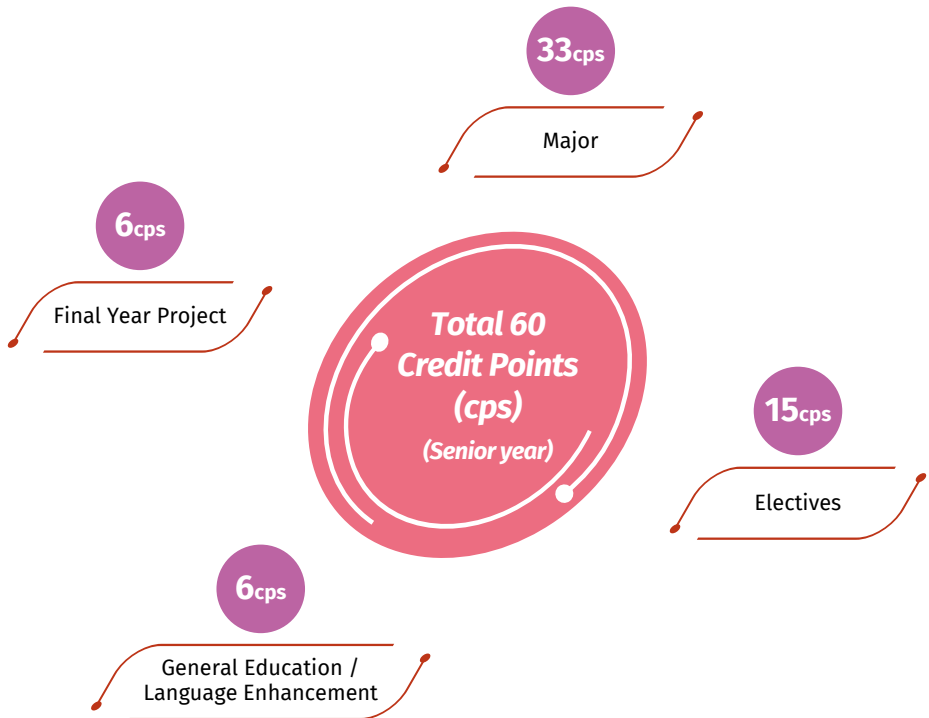 33cps
Major
6cps
Final Year Project
Total 60
Credit Points
(cps)
(Senior year)
15cps
Electives
6cps
General Education /
Language Enhancement